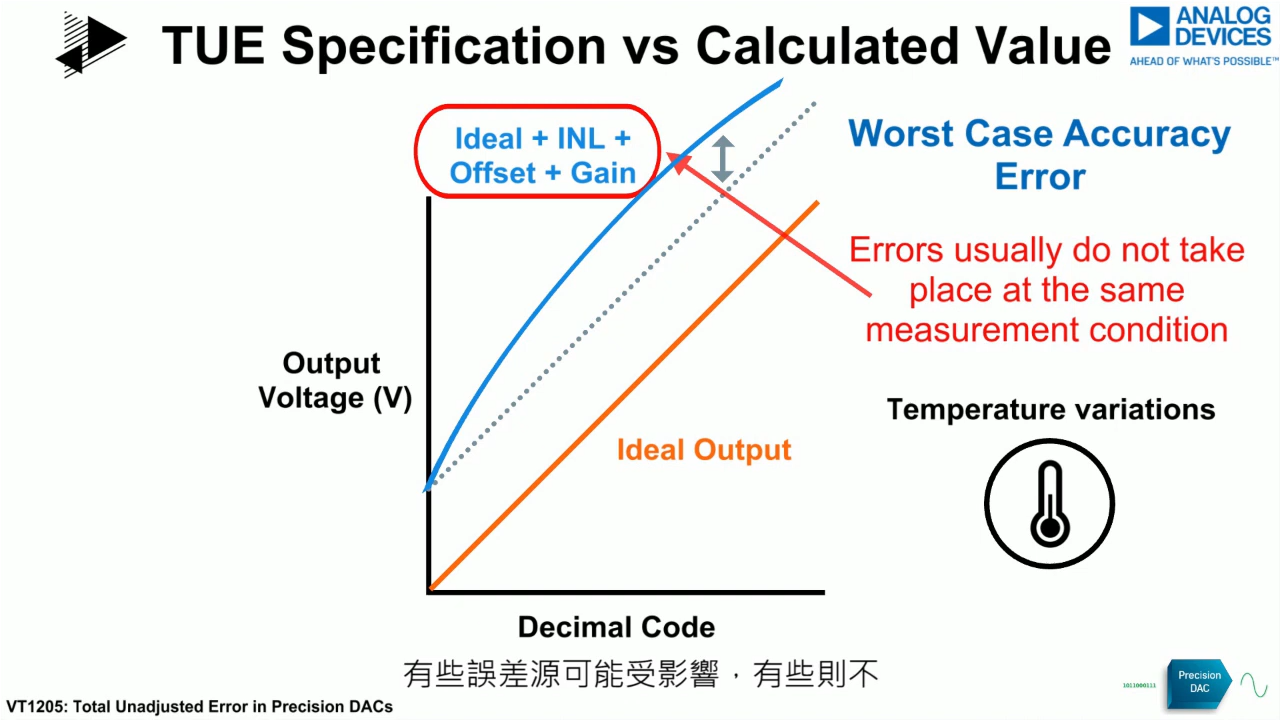 TUE Specification vs Calculated Value
ANALOG
DEVICES
AHEAD OF WHAT'S POSSIBLE™
Ideal + INL +
Offset + Gain
Worst Case Accuracy
Error
Errors usually do not take
place at the same
measurement condition
Output
Voltage (V)
Ideal Output
Temperature variations
Decimal Code
有些誤差源可能受影響，有些則不
VT1205: Total Unadjusted Error in Precision DACs
1011000111
Precision
DAC